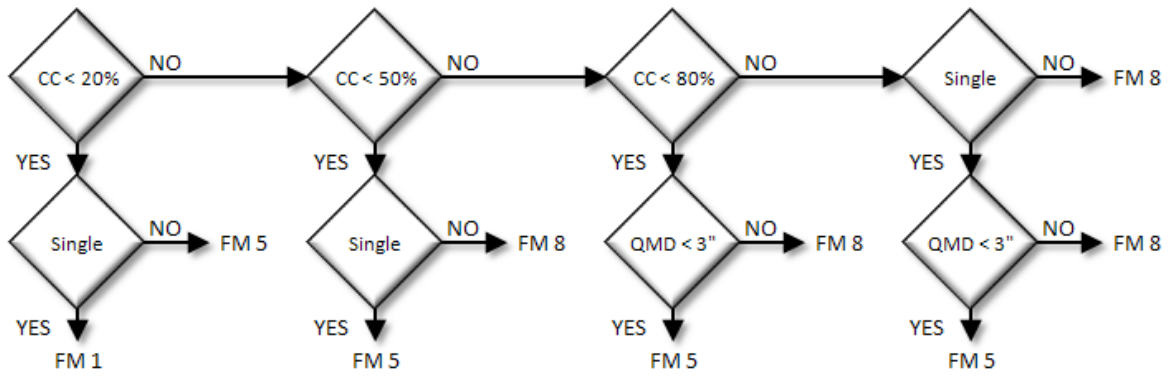 NO NO NO
CC < 20% CC < 50% CC < 80% Single FM 8
YES YES YES YES
NO NO NO NO
Single FM 5 Single FM 8 QMD < 3" FM 8 QMD < 3" FM 8
YES YES YES YES
FM 1 FM 5 FM 5 FM 5